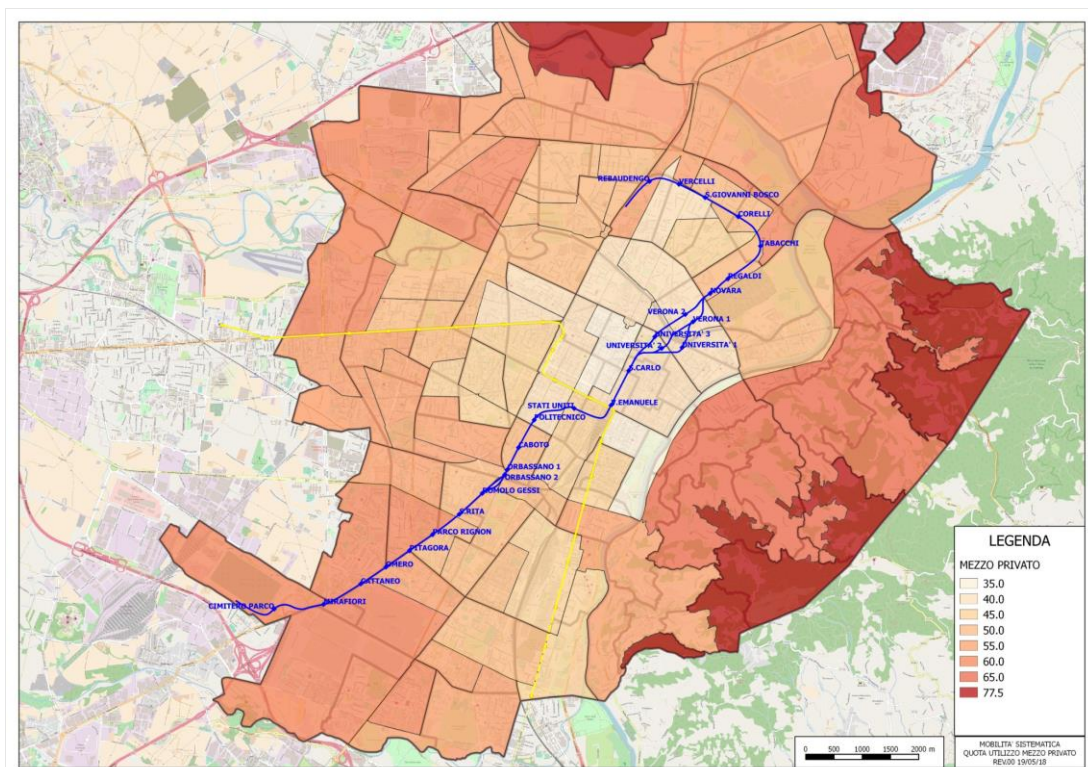 REBAUDENGO
VERCELLI
S.GIOVANNI BOSCO
CORELLI
TABACCHI
REGALDI
NOVARA
VERONA 2
VERONA 1
UNIVERSITA' 3
UNIVERSITA' 2
UNIVERSITA' 1
S.CARLO
V.EMANUELE
STATI UNITI
POLITECNICO
CABOTO
ORBASSANO 1
ORBASSANO 2
ROMOLO GESSI
S.RITA
PARCO RIGNON
PITAGORA
OMERO
CATTANEO
MIRAFIORI
CIMITERO PARCO
LEGENDA
MEZZO PRIVATO
35.0
40.0
45.0
50.0
55.0
60.0
65.0
77.5
0 500 1000 1500 2000 m
MOBILITA' SISTEMATICA
QUOTA UTILIZZO MEZZO PRIVATO
REV.00 19/05/18